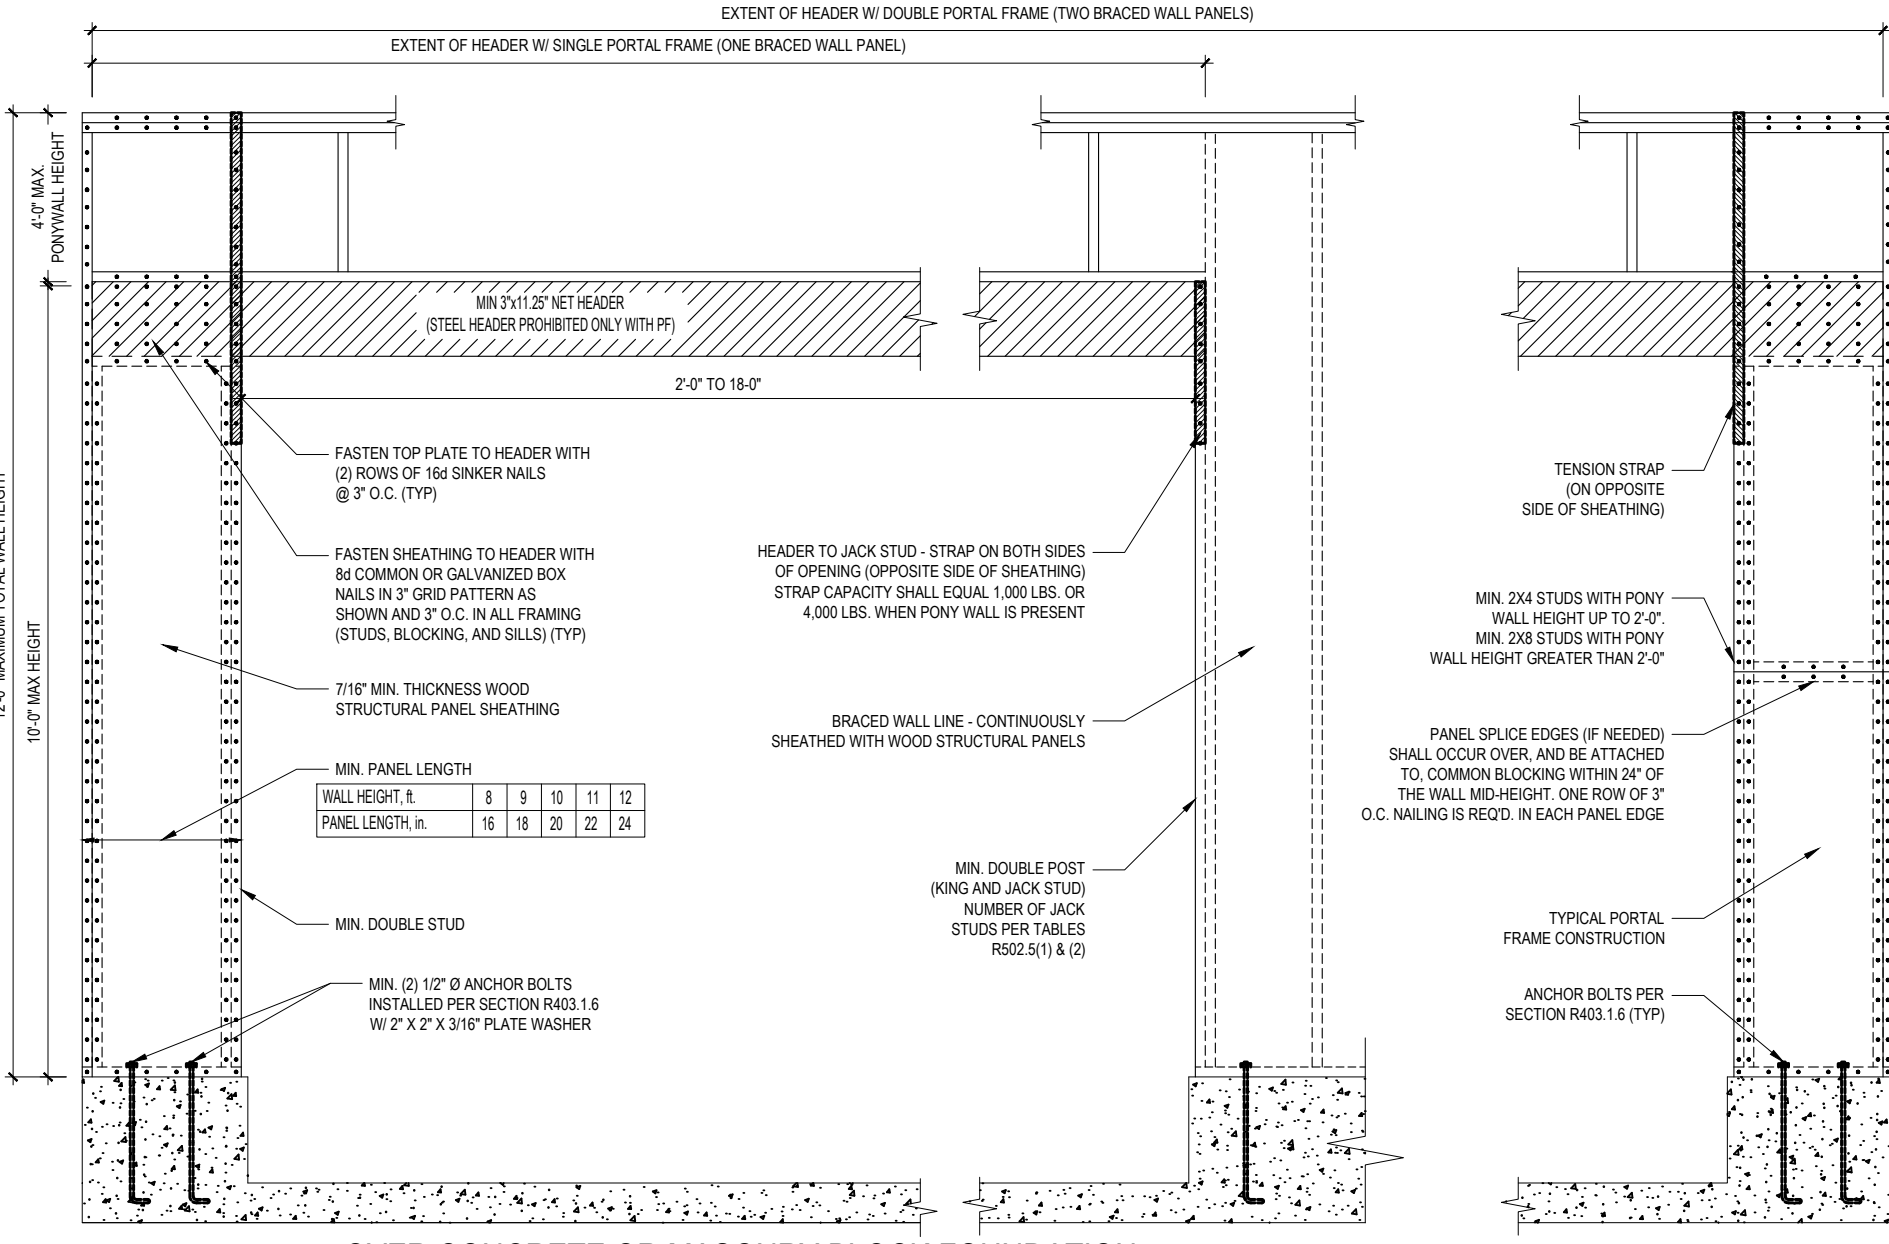 EXTENT OF HEADER W/ DOUBLE PORTAL FRAME (TWO BRACED WALL PANELS)
EXTENT OF HEADER W/ SINGLE PORTAL FRAME (ONE BRACED WALL PANEL)
4'-0" MAX.
PONYWALL HEIGHT
10'-0" MAX HEIGHT
MAXIMUM TOTAL WALL HEIGHT
MIN 3"x11.25" NET HEADER
(STEEL HEADER PROHIBITED ONLY WITH PF)
2'-0" TO 18-0"
FASTEN TOP PLATE TO HEADER WITH
(2) ROWS OF 16d SINKER NAILS
@ 3" O.C. (TYP)
FASTEN SHEATHING TO HEADER WITH
8d COMMON OR GALVANIZED BOX
NAILS IN 3" GRID PATTERN AS
SHOWN AND 3" O.C. IN ALL FRAMING
(STUDS, BLOCKING, AND SILLS) (TYP)
7/16" MIN. THICKNESS WOOD
STRUCTURAL PANEL SHEATHING
MIN. PANEL LENGTH
WALL HEIGHT, ft. 8 9 10 11 12
PANEL LENGTH, in. 16 18 20 22 24
MIN. DOUBLE STUD
MIN. (2) 1/2" Ø ANCHOR BOLTS
INSTALLED PER SECTION R403.1.6
W/ 2" X 2" X 3/16" PLATE WASHER
HEADER TO JACK STUD - STRAP ON BOTH SIDES
OF OPENING (OPPOSITE SIDE OF SHEATHING)
STRAP CAPACITY SHALL EQUAL 1,000 LBS. OR
4,000 LBS. WHEN PONY WALL IS PRESENT
BRACED WALL LINE - CONTINUOUSLY
SHEATHED WITH WOOD STRUCTURAL PANELS
MIN. DOUBLE POST
(KING AND JACK STUD)
NUMBER OF JACK
STUDS PER TABLES
R502.5(1) & (2)
TENSION STRAP
(ON OPPOSITE
SIDE OF SHEATHING)
MIN. 2X4 STUDS WITH PONY
WALL HEIGHT UP TO 2'-0".
MIN. 2X8 STUDS WITH PONY
WALL HEIGHT GREATER THAN 2'-0"
PANEL SPLICE EDGES (IF NEEDED)
SHALL OCCUR OVER, AND BE ATTACHED
TO, COMMON BLOCKING WITHIN 24" OF
THE WALL MID-HEIGHT. ONE ROW OF 3"
O.C. NAILING IS REQ'D. IN EACH PANEL EDGE
TYPICAL PORTAL
FRAME CONSTRUCTION
ANCHOR BOLTS PER
SECTION R403.1.6 (TYP)